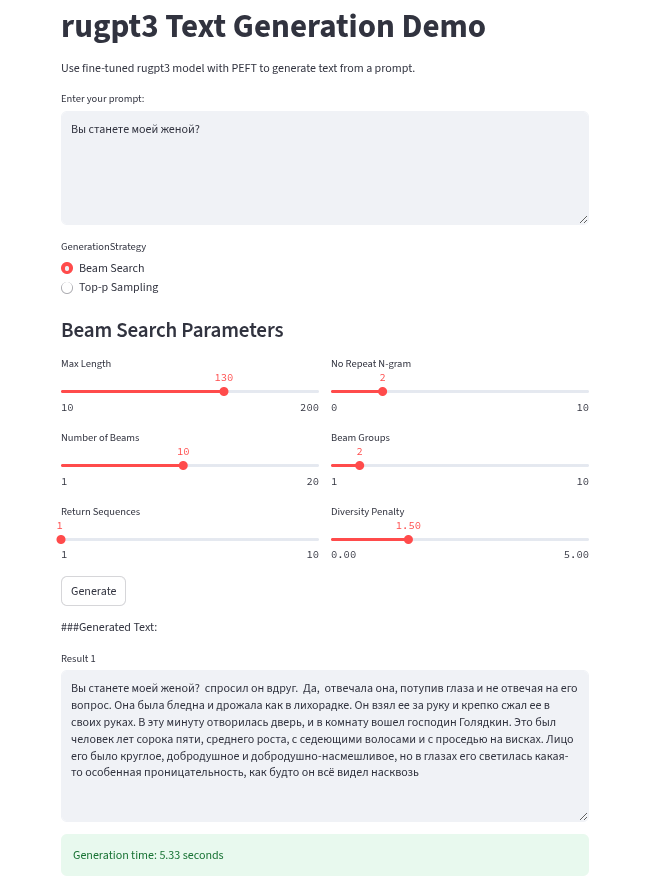 rugpt3 Text Generation Demo
Use fine-tuned rugpt3 model with PEFT to generate text from a prompt.
Enter your prompt:
Вы станете моей женой?
GenerationStrategy
Beam Search
Top-p Sampling
Beam Search Parameters
Max Length
130
10 200
No Repeat N-gram
2
0 10
Number of Beams
10
1 20
Beam Groups
2
1 10
Return Sequences
1
1 10
Diversity Penalty
1.50
0.00 5.00
Generate
###Generated Text:
Result 1
Вы станете моей женой?  спросил он вдруг.  Да,  отвечала она, потупив глаза и не отвечая на его
вопрос. Она была бледна и дрожала как в лихорадке. Он взял ее за руку и крепко сжал ее в
своих руках. В эту минуту отворилась дверь, и в комнату вошел господин Голядкин. Это был
человек лет сорока пяти, среднего роста, с седеющими волосами и с проседью на висках. Лицо
его было круглое, добродушное и добродушно-насмешливое, но в глазах его светилась какая-
то особенная проницательность, как будто он всё видел насквозь
Generation time: 5.33 seconds